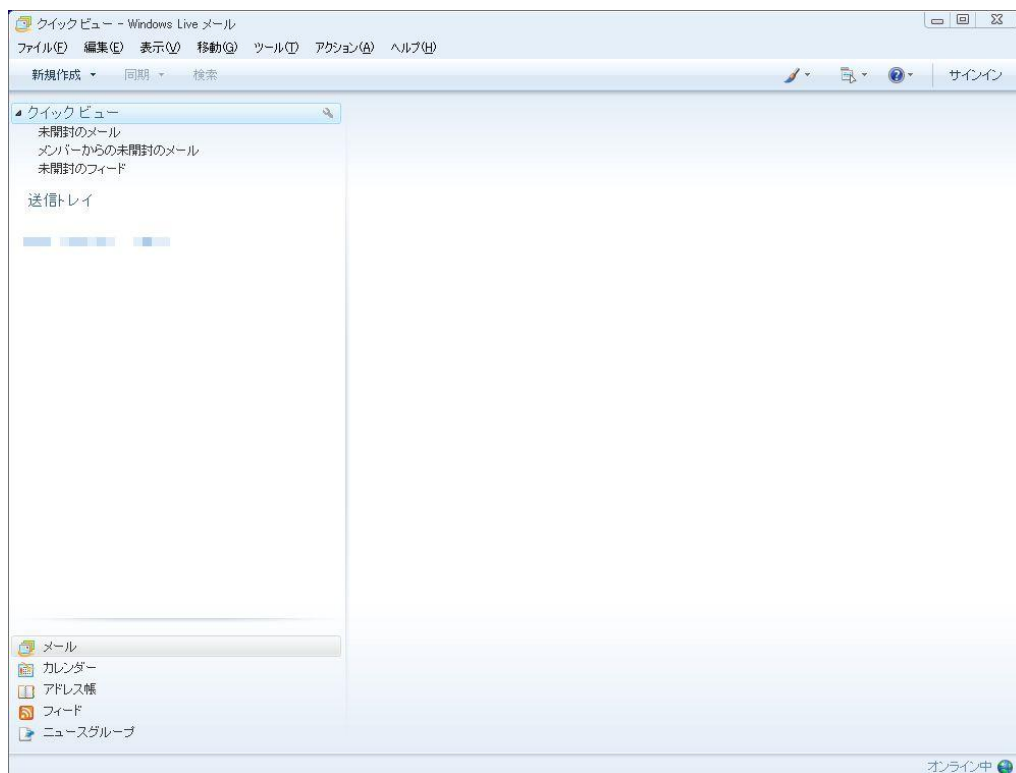 クイック ビュー - Windows Live メール
ファイル(F) 編集(E) 表示(V) 移動(G) ツール(T) アクション(A) ヘルプ(H)
新規作成 同期 検索 サインイン
クイック ビュー
未開封のメール
メンバーからの未開封のメール
未開封のフィード
送信トレイ
メール
カレンダー
アドレス帳
フィード
ニュースグループ
オンライン中